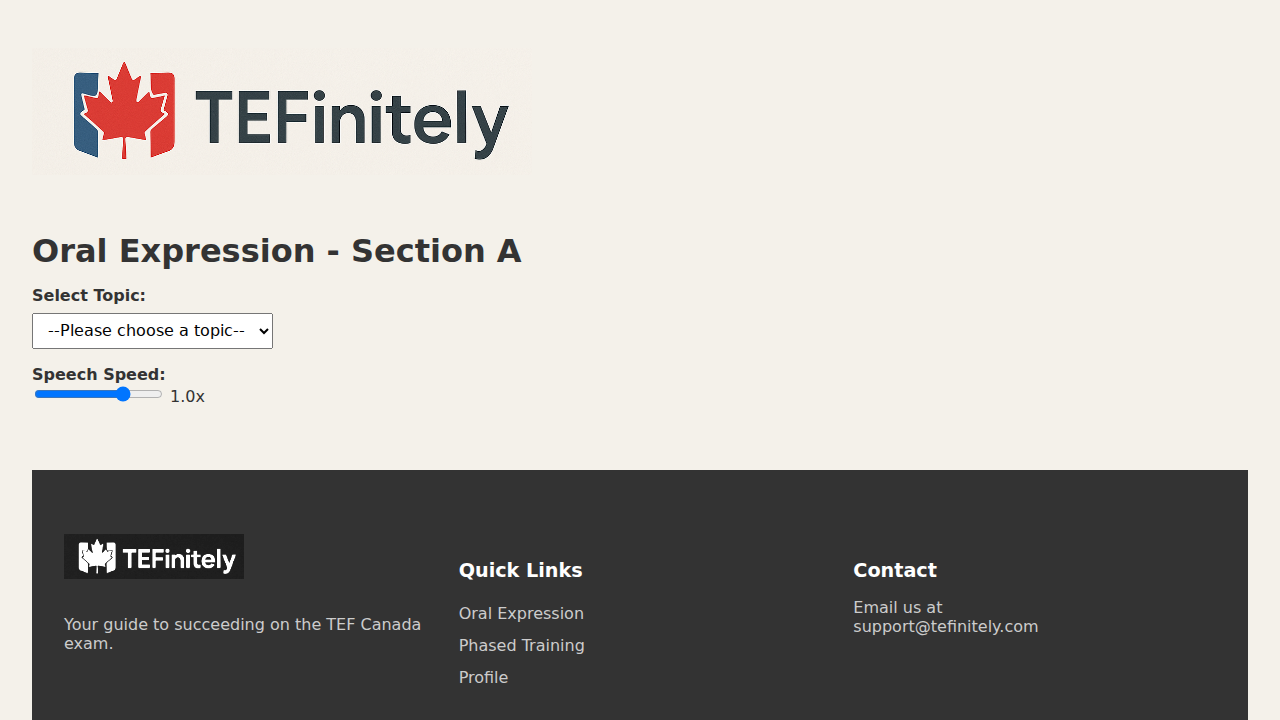 TEFinitely
Oral Expression - Section A
Select Topic:
--Please choose a topic--
Speech Speed:
1.0x
TEFinitely
Your guide to succeeding on the TEF Canada
exam.
Quick Links
Oral Expression
Phased Training
Profile
Contact
Email us at
support@tefinitely.com